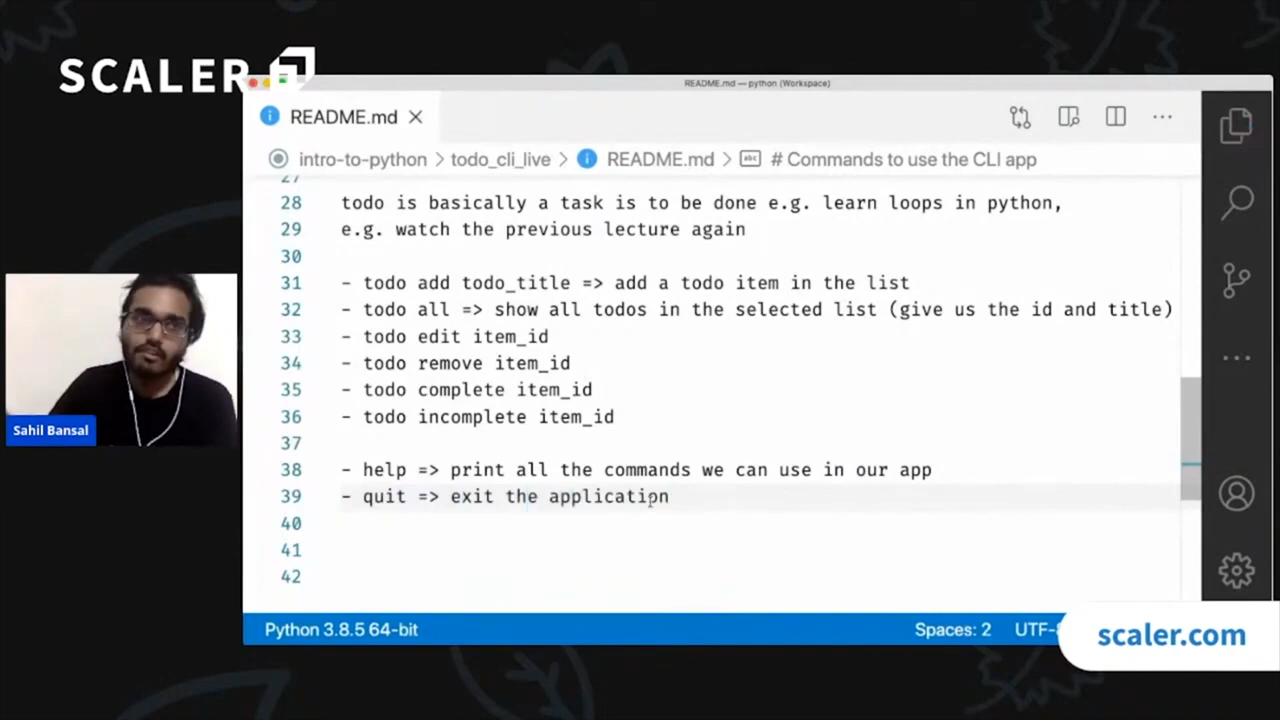 SCALER
README.md — python (Workspace)
README.md
intro-to-python > todo_cli_live > README.md > # Commands to use the CLI app
27
28 todo is basically a task is to be done e.g. learn loops in python,
29 e.g. watch the previous lecture again
30
31 - todo add todo_title => add a todo item in the list
32 - todo all => show all todos in the selected list (give us the id and title)
33 - todo edit item_id
34 - todo remove item_id
35 - todo complete item_id
36 - todo incomplete item_id
37
38 - help => print all the commands we can use in our app
39 - quit => exit the application
40
41
42
Sahil Bansal
Python 3.8.5 64-bit
Spaces: 2 UTF-8
scaler.com